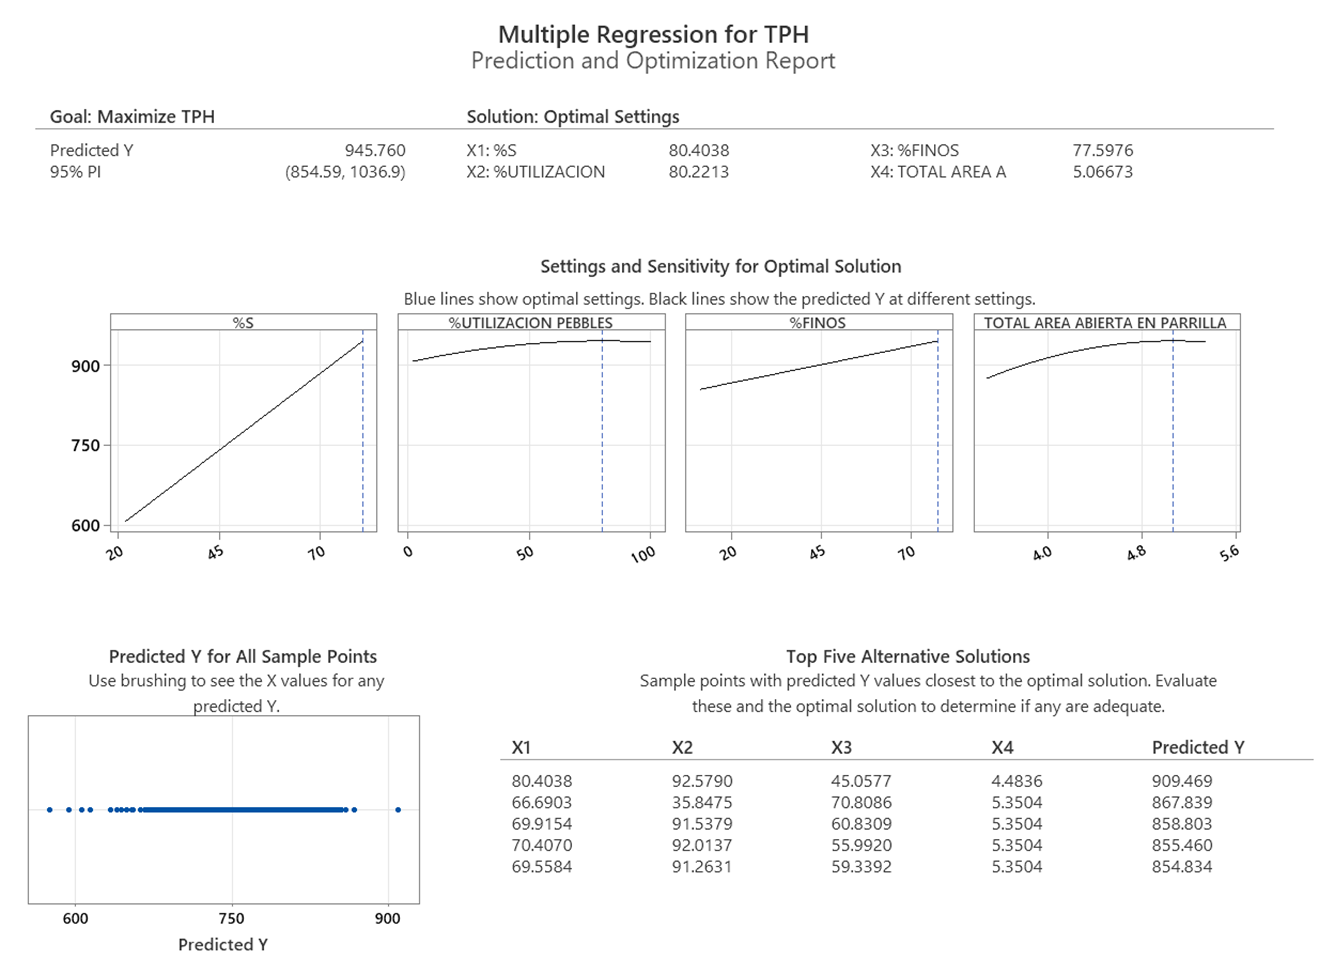 Multiple Regression for TPH
Prediction and Optimization Report
Goal: Maximize TPH
Solution: Optimal Settings
Predicted Y 945.760 X1: %S 80.4038 X3: %FINOS 77.5976
95% PI (854.59, 1036.9) X2: %UTILIZACION 80.2213 X4: TOTAL AREA A 5.06673
Settings and Sensitivity for Optimal Solution
Blue lines show optimal settings. Black lines show the predicted Y at different settings.
%S %UTILIZACION PEBBLES %FINOS TOTAL AREA ABIERTA EN PARRILLA
900
750
600
20 45 70 0 50 100 20 45 70 4.0 4.8 5.6
Predicted Y for All Sample Points
Use brushing to see the X values for any
predicted Y.
600 750 900
Predicted Y
Top Five Alternative Solutions
Sample points with predicted Y values closest to the optimal solution. Evaluate
these and the optimal solution to determine if any are adequate.
X1 X2 X3 X4 Predicted Y
80.4038 92.5790 45.0577 4.4836 909.469
66.6903 35.8475 70.8086 5.3504 867.839
69.9154 91.5379 60.8309 5.3504 858.803
70.4070 92.0137 55.9920 5.3504 855.460
69.5584 91.2631 59.3392 5.3504 854.834